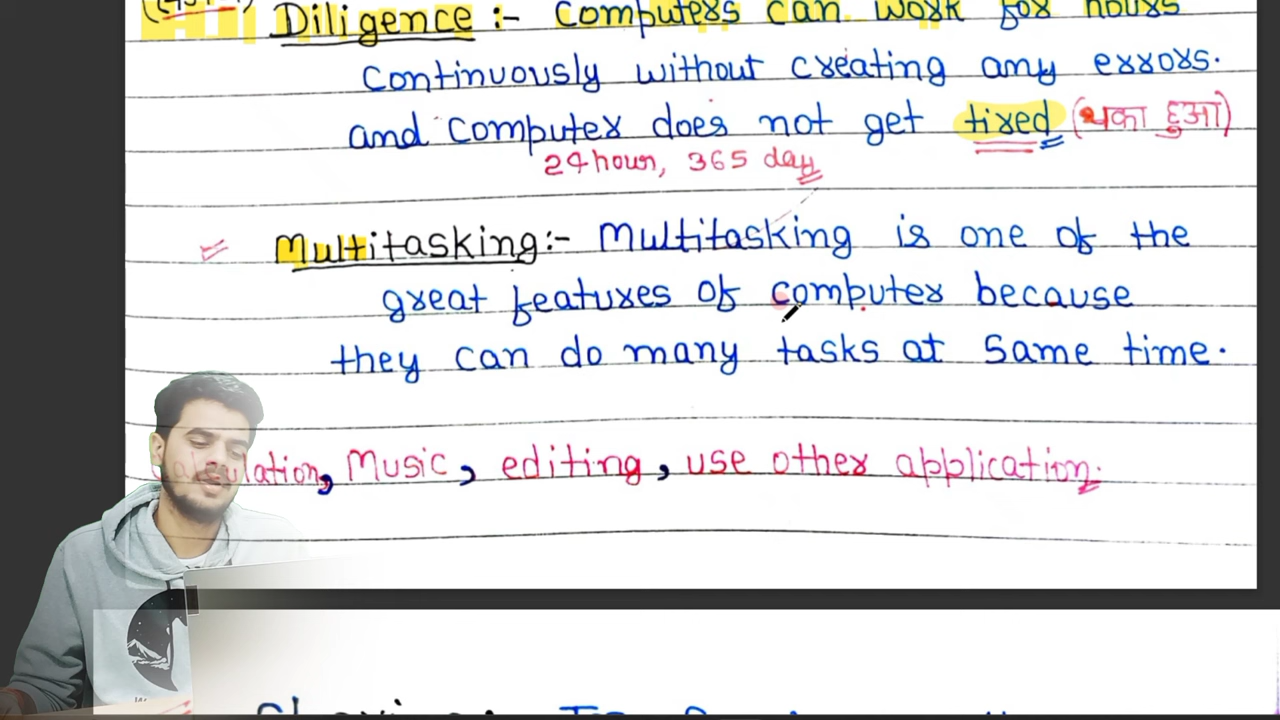 Diligence :- Computers can work for hours
continuously without creating any errors.
and computer does not get tired (थका हुआ)
24 hour, 365 day
Multitasking:- Multitasking is one of the
great features of computer because
they can do many tasks at same time.
Music, editing, use other application.